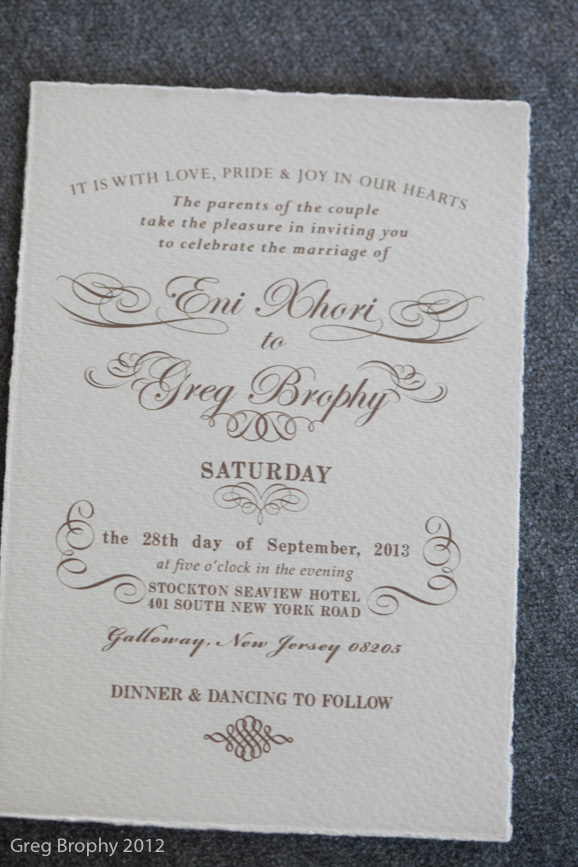 IT IS WITH LOVE, PRIDE & JOY IN OUR HEARTS
The parents of the couple
take the pleasure in inviting you
to celebrate the marriage of
Eni Xhori
to
Greg Brophy
SATURDAY
the 28th day of September, 2013
at five o'clock in the evening
STOCKTON SEAVIEW HOTEL
401 SOUTH NEW YORK ROAD
Galloway, New Jersey 08205
DINNER & DANCING TO FOLLOW
Greg Brophy 2012